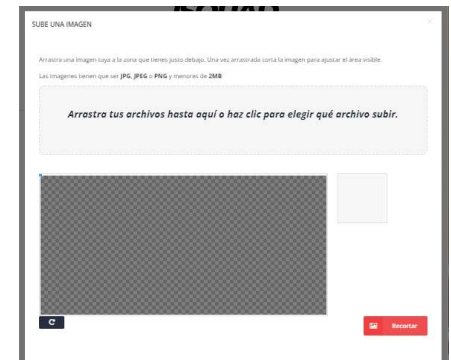 SUBE UNA IMAGEN
Arrastra una imagen tuya a la zona que tienes justo debajo. Una vez arrastrada corta la imagen para ajustar el área visible.
Las imagenes tienen que ser JPG, JPEG o PNG y menores de 2MB
Arrastra tus archivos hasta aquí o haz clic para elegir qué archivo subir.
Recortar